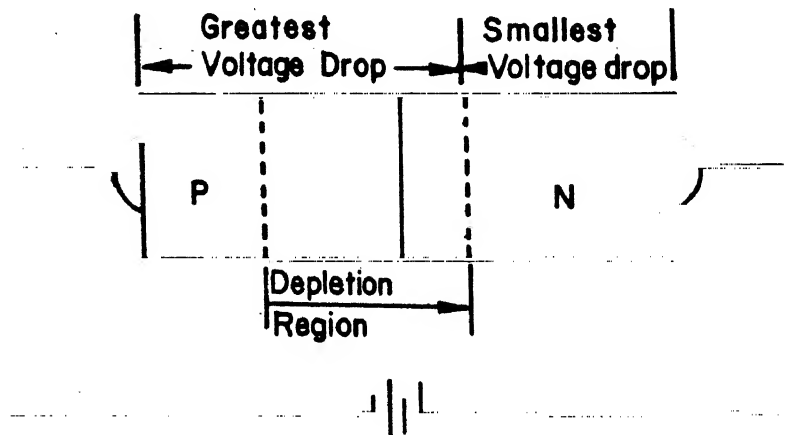 Greatest
Voltage Drop
Smallest
Voltage drop
P
N
Depletion
Region